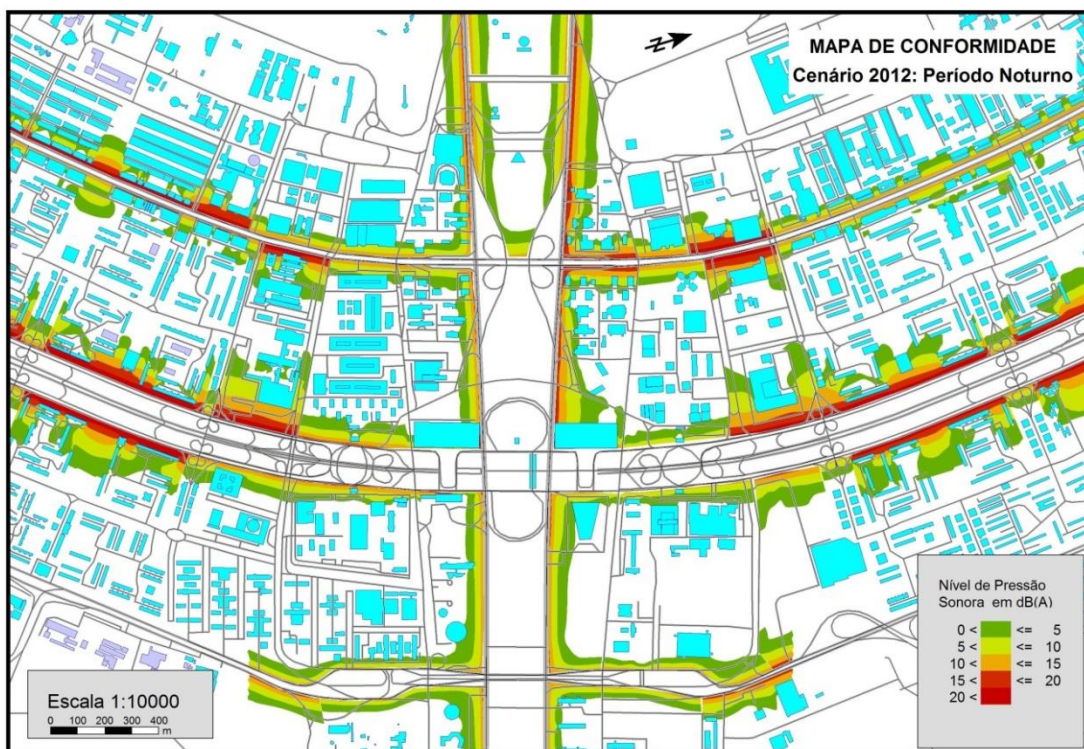 MAPA DE CONFORMIDADE
Cenário 2012: Período Noturno
N
Nível de Pressão
Sonora em dB(A)
0 < <= 5
5 < <= 10
10 < <= 15
15 < <= 20
20 <
Escala 1:10000
0 100 200 300 400
m